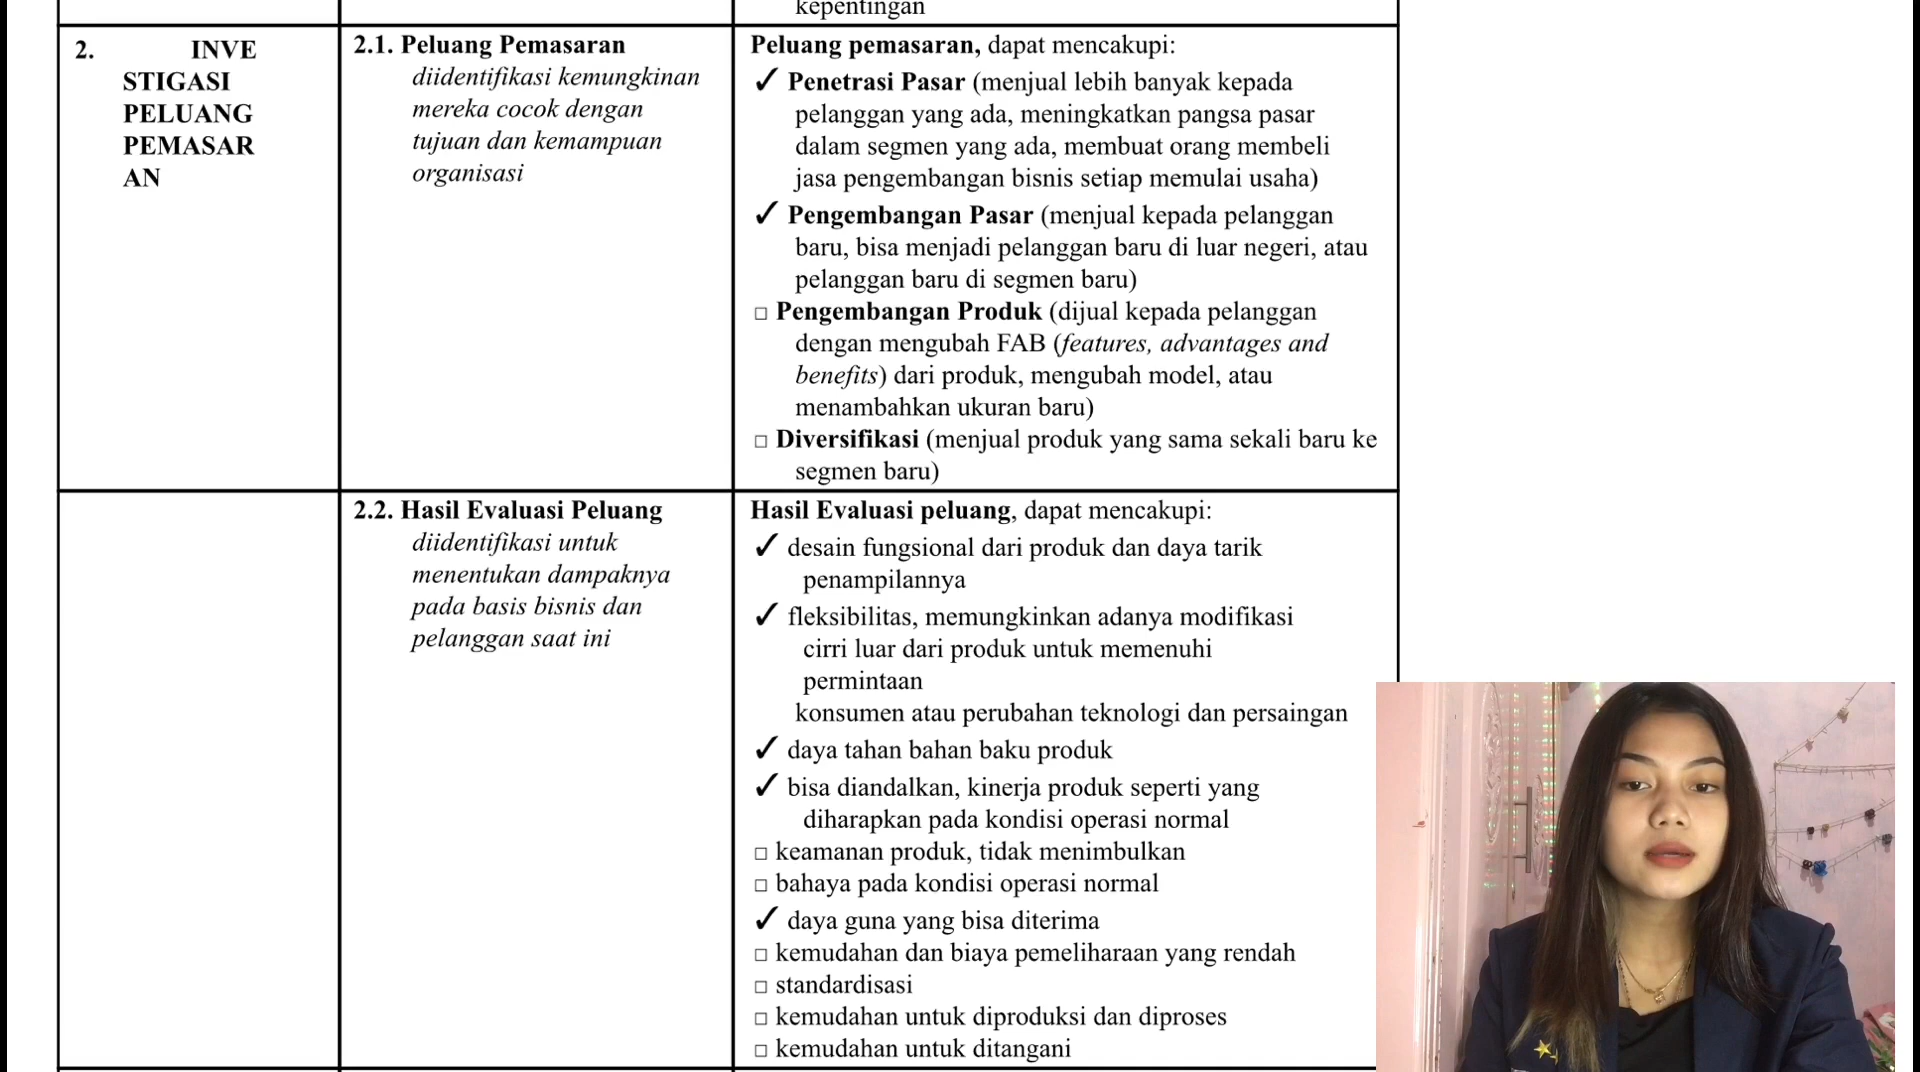 kepentingan
2. INVE
STIGASI
PELUANG
PEMASAR
AN
2.1. Peluang Pemasaran
diidentifikasi kemungkinan
mereka cocok dengan
tujuan dan kemampuan
organisasi
Peluang pemasaran, dapat mencakupi:
✓ Penetrasi Pasar (menjual lebih banyak kepada
pelanggan yang ada, meningkatkan pangsa pasar
dalam segmen yang ada, membuat orang membeli
jasa pengembangan bisnis setiap memulai usaha)
✓ Pengembangan Pasar (menjual kepada pelanggan
baru, bisa menjadi pelanggan baru di luar negeri, atau
pelanggan baru di segmen baru)
□ Pengembangan Produk (dijual kepada pelanggan
dengan mengubah FAB (features, advantages and
benefits) dari produk, mengubah model, atau
menambahkan ukuran baru)
□ Diversifikasi (menjual produk yang sama sekali baru ke
segmen baru)
2.2. Hasil Evaluasi Peluang
diidentifikasi untuk
menentukan dampaknya
pada basis bisnis dan
pelanggan saat ini
Hasil Evaluasi peluang, dapat mencakupi:
✓ desain fungsional dari produk dan daya tarik
penampilannya
✓ fleksibilitas, memungkinkan adanya modifikasi
cirri luar dari produk untuk memenuhi
permintaan
konsumen atau perubahan teknologi dan persaingan
✓ daya tahan bahan baku produk
✓ bisa diandalkan, kinerja produk seperti yang
diharapkan pada kondisi operasi normal
□ keamanan produk, tidak menimbulkan
□ bahaya pada kondisi operasi normal
✓ daya guna yang bisa diterima
□ kemudahan dan biaya pemeliharaan yang rendah
□ standardisasi
□ kemudahan untuk diproduksi dan diproses
□ kemudahan untuk ditangani